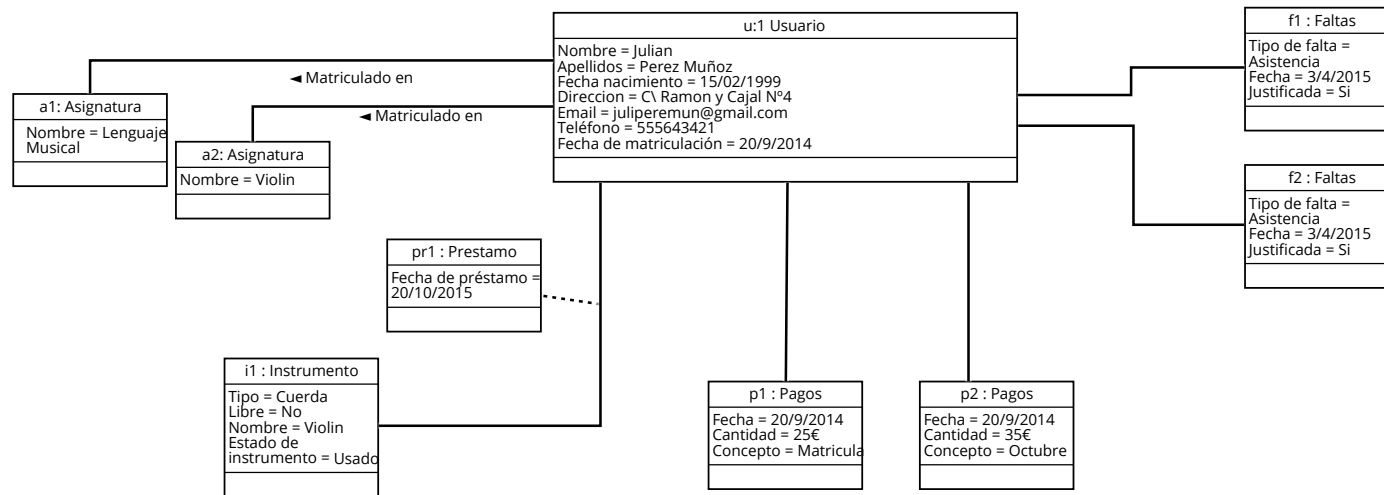 u:1 Usuario
Nombre = Julian
Apellidos = Perez Muñoz
Fecha nacimiento = 15/02/1999
Direccion = C\ Ramon y Cajal Nº4
Email = juliperemun@gmail.com
Teléfono = 555643421
Fecha de matriculación = 20/9/2014
f1 : Faltas
Tipo de falta =
Asistencia
Fecha = 3/4/2015
Justificada = Si
◄ Matriculado en
a1: Asignatura
Nombre = Lenguaje
Musical
◄ Matriculado en
a2: Asignatura
Nombre = Violin
f2 : Faltas
Tipo de falta =
Asistencia
Fecha = 3/4/2015
Justificada = Si
pr1 : Prestamo
Fecha de préstamo =
20/10/2015
i1 : Instrumento
Tipo = Cuerda
Libre = No
Nombre = Violin
Estado de
instrumento = Usado
p1 : Pagos
Fecha = 20/9/2014
Cantidad = 25€
Concepto = Matricula
p2 : Pagos
Fecha = 20/9/2014
Cantidad = 35€
Concepto = Octubre